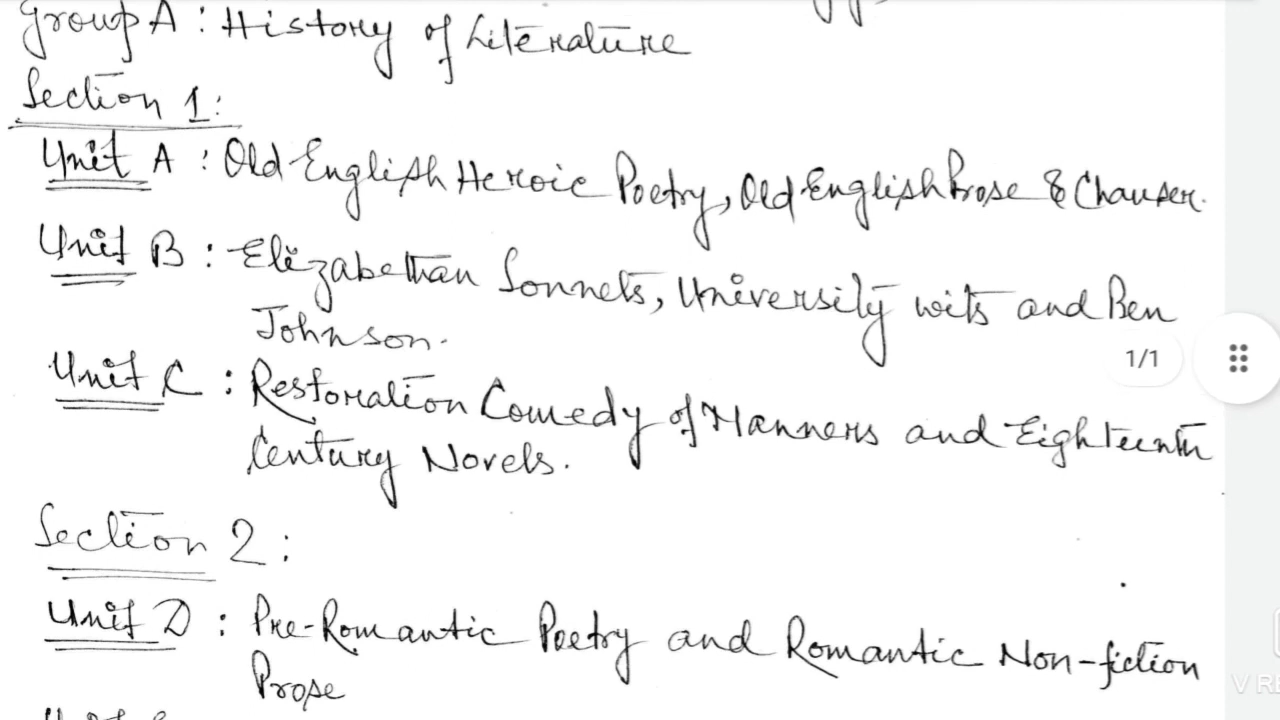 Group A : History of Literature
Section 1:
Unit A : Old English Heroic Poetry, Old English Prose & Chauser.
Unit B : Elizabethan Sonnets, University wits and Ben
Johnson.
Unit C : Restoration Comedy of Manners and Eighteenth
Century Novels.
1/1
Section 2 :
Unit D : Pre-Romantic Poetry and Romantic Non-fiction
Prose